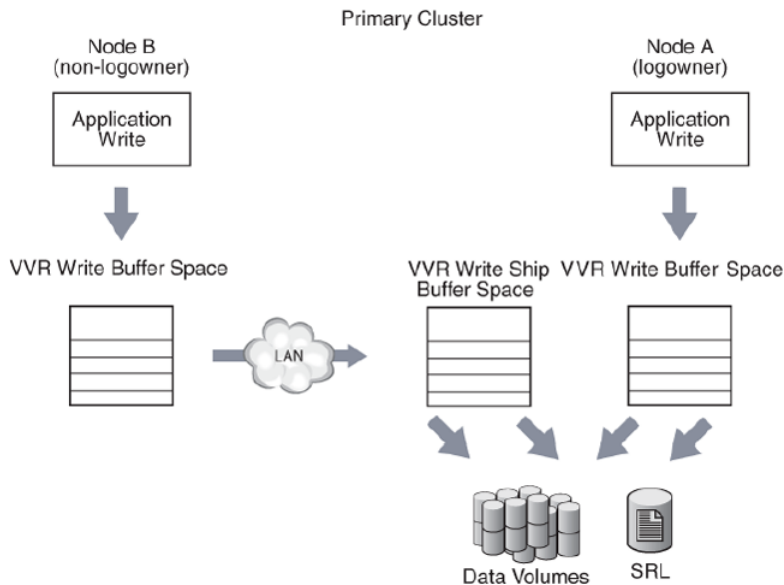 Primary Cluster
Node B
(non-logowner)
Node A
(logowner)
Application
Write
Application
Write
VVR Write Buffer Space
VVR Write Ship
Buffer Space
VVR Write Buffer Space
LAN
Data Volumes
SRL